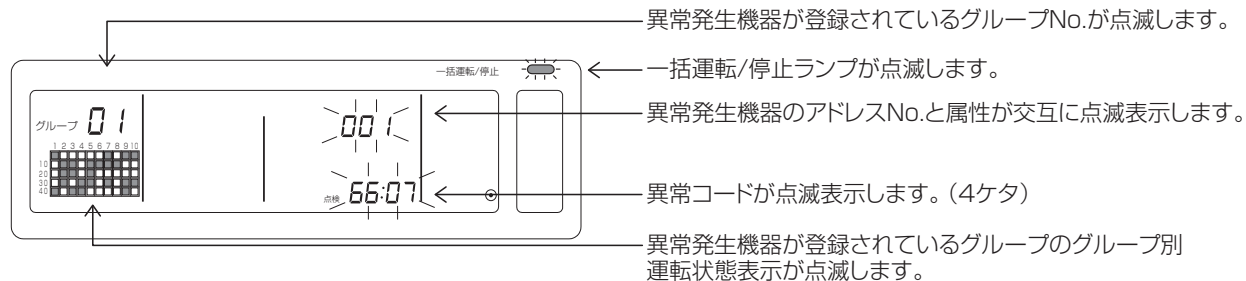 異常発生機器が登録されているグループNo.が点滅します。
一括運転/停止
一括運転/停止ランプが点滅します。
グループ 01
001
異常発生機器のアドレスNo.と属性が交互に点滅表示します。
1 2 3 4 5 6 7 8 9 10
10
20
30
40
点検 66:07
異常コードが点滅表示します。(4ケタ)
異常発生機器が登録されているグループのグループ別
運転状態表示が点滅します。